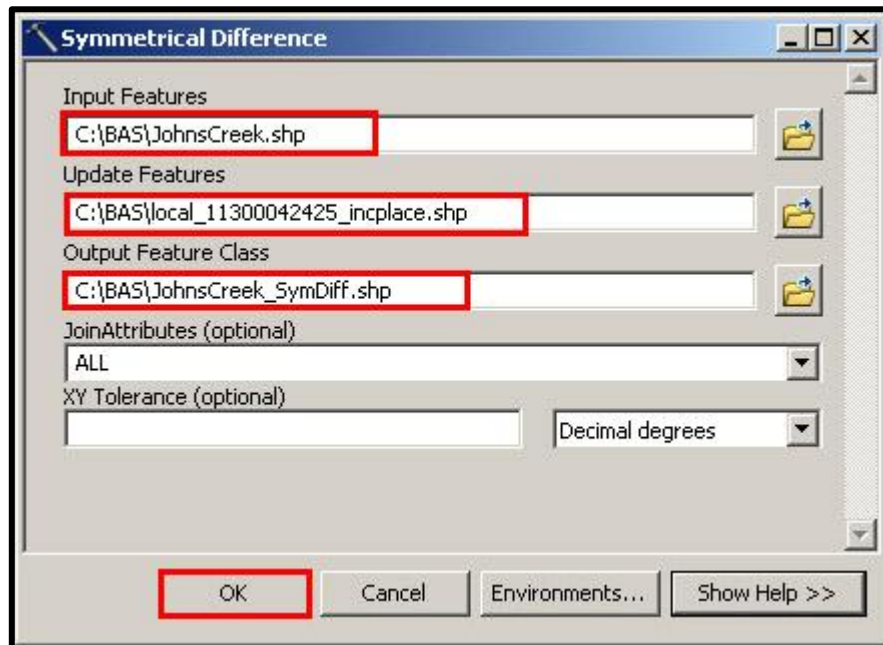 Symmetrical Difference
Input Features
C:\BAS\JohnsCreek.shp
Update Features
C:\BAS\local_11300042425_incplace.shp
Output Feature Class
C:\BAS\JohnsCreek_SymDiff.shp
JoinAttributes (optional)
ALL
XY Tolerance (optional)
Decimal degrees
OK Cancel Environments... Show Help >>